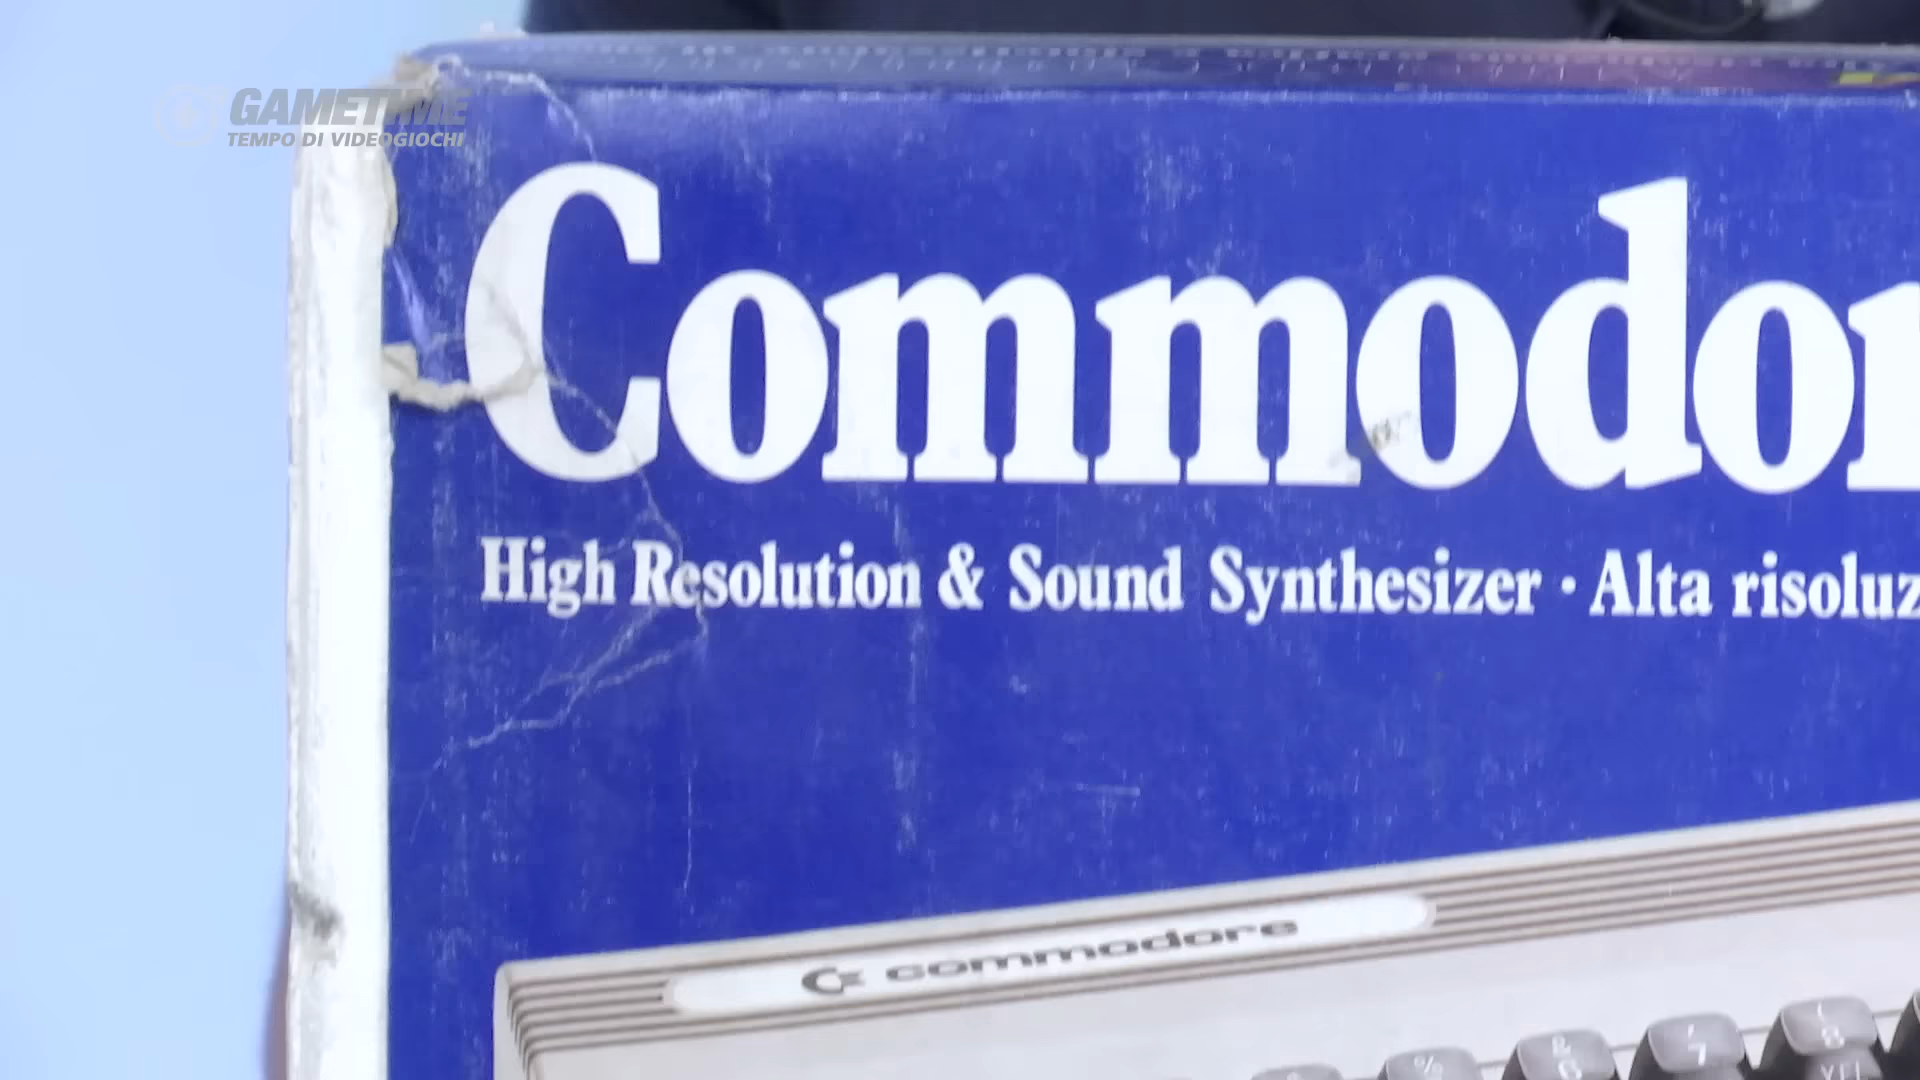 GAMETIME
TEMPO DI VIDEOGIOCHI
Commodor
High Resolution & Sound Synthesizer · Alta risoluz
commodore